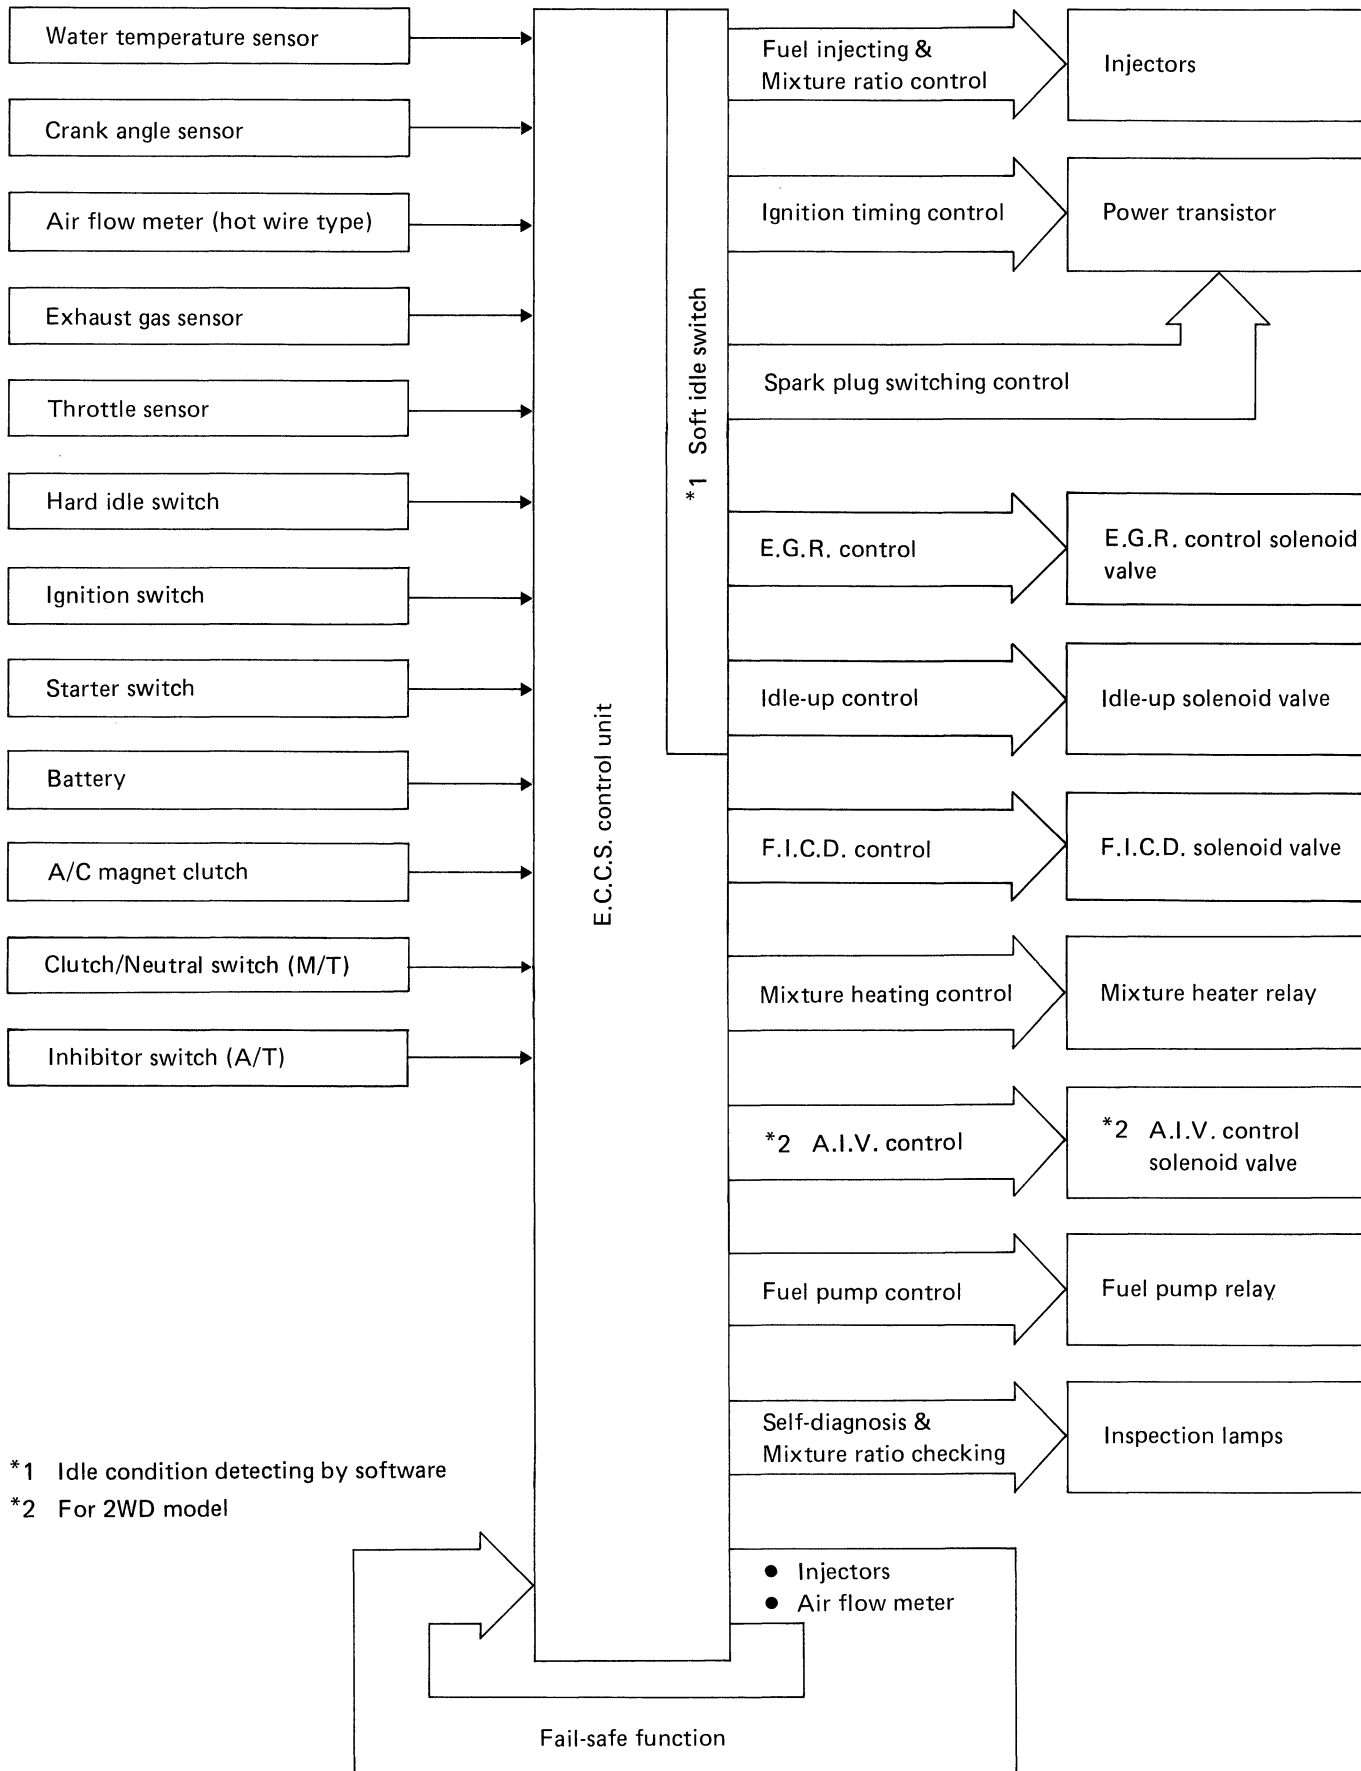 Water temperature sensor
Crank angle sensor
Air flow meter (hot wire type)
Exhaust gas sensor
Throttle sensor
Hard idle switch
Ignition switch
Starter switch
Battery
A/C magnet clutch
Clutch/Neutral switch (M/T)
Inhibitor switch (A/T)
E.C.C.S. control unit
*1 Soft idle switch
Fuel injecting &
Mixture ratio control
Injectors
Ignition timing control
Power transistor
Spark plug switching control
E.G.R. control
E.G.R. control solenoid
valve
Idle-up control
Idle-up solenoid valve
F.I.C.D. control
F.I.C.D. solenoid valve
Mixture heating control
Mixture heater relay
*2 A.I.V. control
*2 A.I.V. control
solenoid valve
Fuel pump control
Fuel pump relay
Self-diagnosis &
Mixture ratio checking
Inspection lamps
*1 Idle condition detecting by software
*2 For 2WD model
● Injectors
● Air flow meter
Fail-safe function